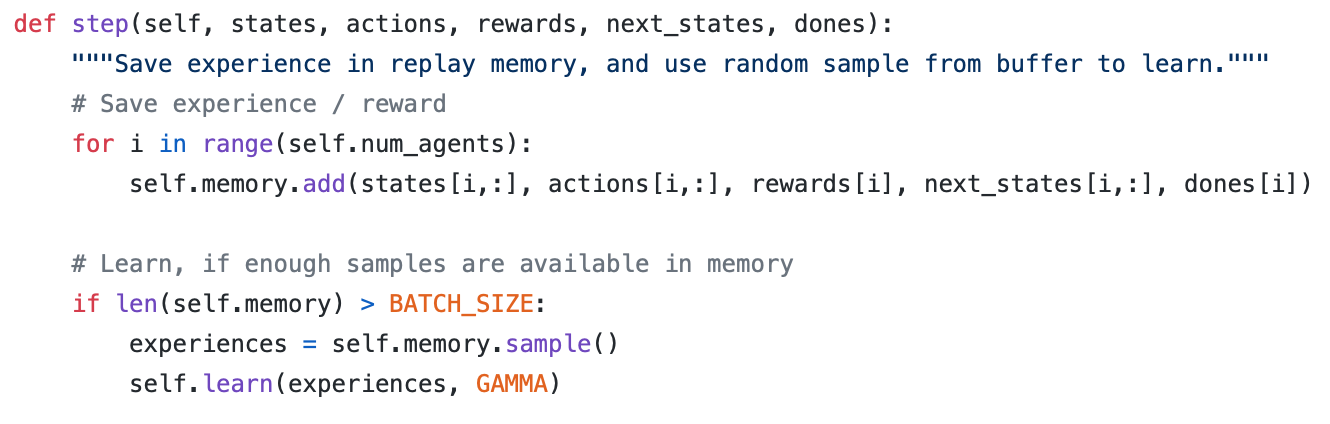 def step(self, states, actions, rewards, next_states, dones):
    """Save experience in replay memory, and use random sample from buffer to learn."""
    # Save experience / reward
    for i in range(self.num_agents):
        self.memory.add(states[i,:], actions[i,:], rewards[i], next_states[i,:], dones[i])

    # Learn, if enough samples are available in memory
    if len(self.memory) > BATCH_SIZE:
        experiences = self.memory.sample()
        self.learn(experiences, GAMMA)